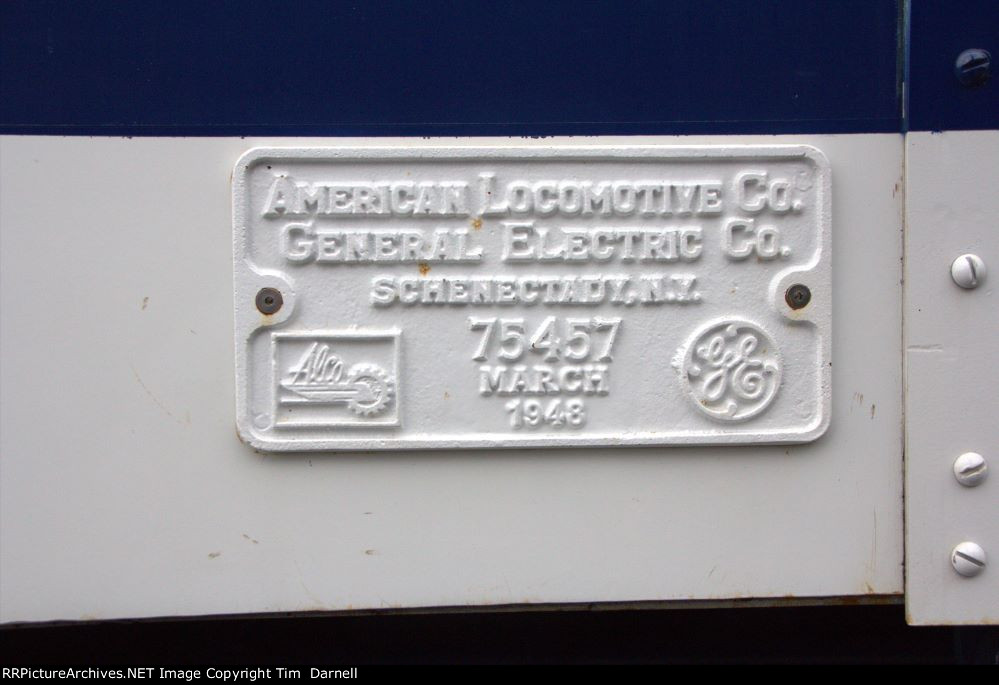 AMERICAN LOCOMOTIVE CO.
GENERAL ELECTRIC CO.
SCHENECTADY, N.Y.
75457
MARCH
1948
Alco
GE
RRPictureArchives.NET Image Copyright Tim Darnell